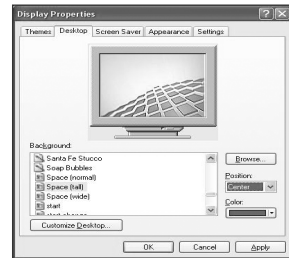 Display Properties
Themes Desktop Screen Saver Appearance Settings
Background:
Santa Fe Stucco
Soap Bubbles
Space (normal)
Space (tall)
Space (wide)
start
Browse...
Position:
Center
Color:
Customize Desktop...
OK Cancel Apply